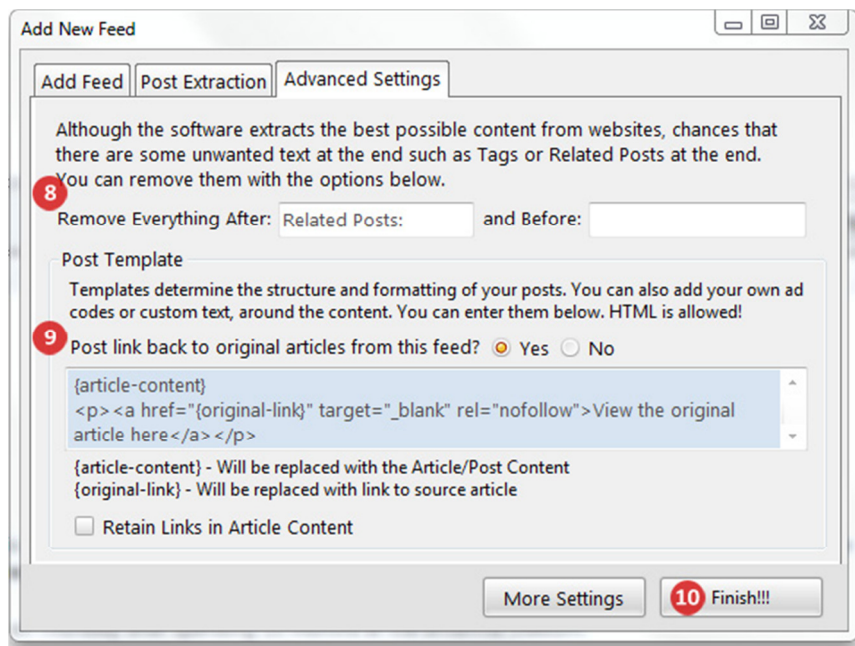 Add New Feed
Add Feed Post Extraction Advanced Settings
Although the software extracts the best possible content from websites, chances that
there are some unwanted text at the end such as Tags or Related Posts at the end.
You can remove them with the options below.
8
Remove Everything After: Related Posts: and Before:
Post Template
Templates determine the structure and formatting of your posts. You can also add your own ad
codes or custom text, around the content. You can enter them below. HTML is allowed!
9
Post link back to original articles from this feed? Yes No
{article-content}
<p><a href="{original-link}" target="_blank" rel="nofollow">View the original
article here</a></p>
{article-content} - Will be replaced with the Article/Post Content
{original-link} - Will be replaced with link to source article
Retain Links in Article Content
More Settings 10 Finish!!!